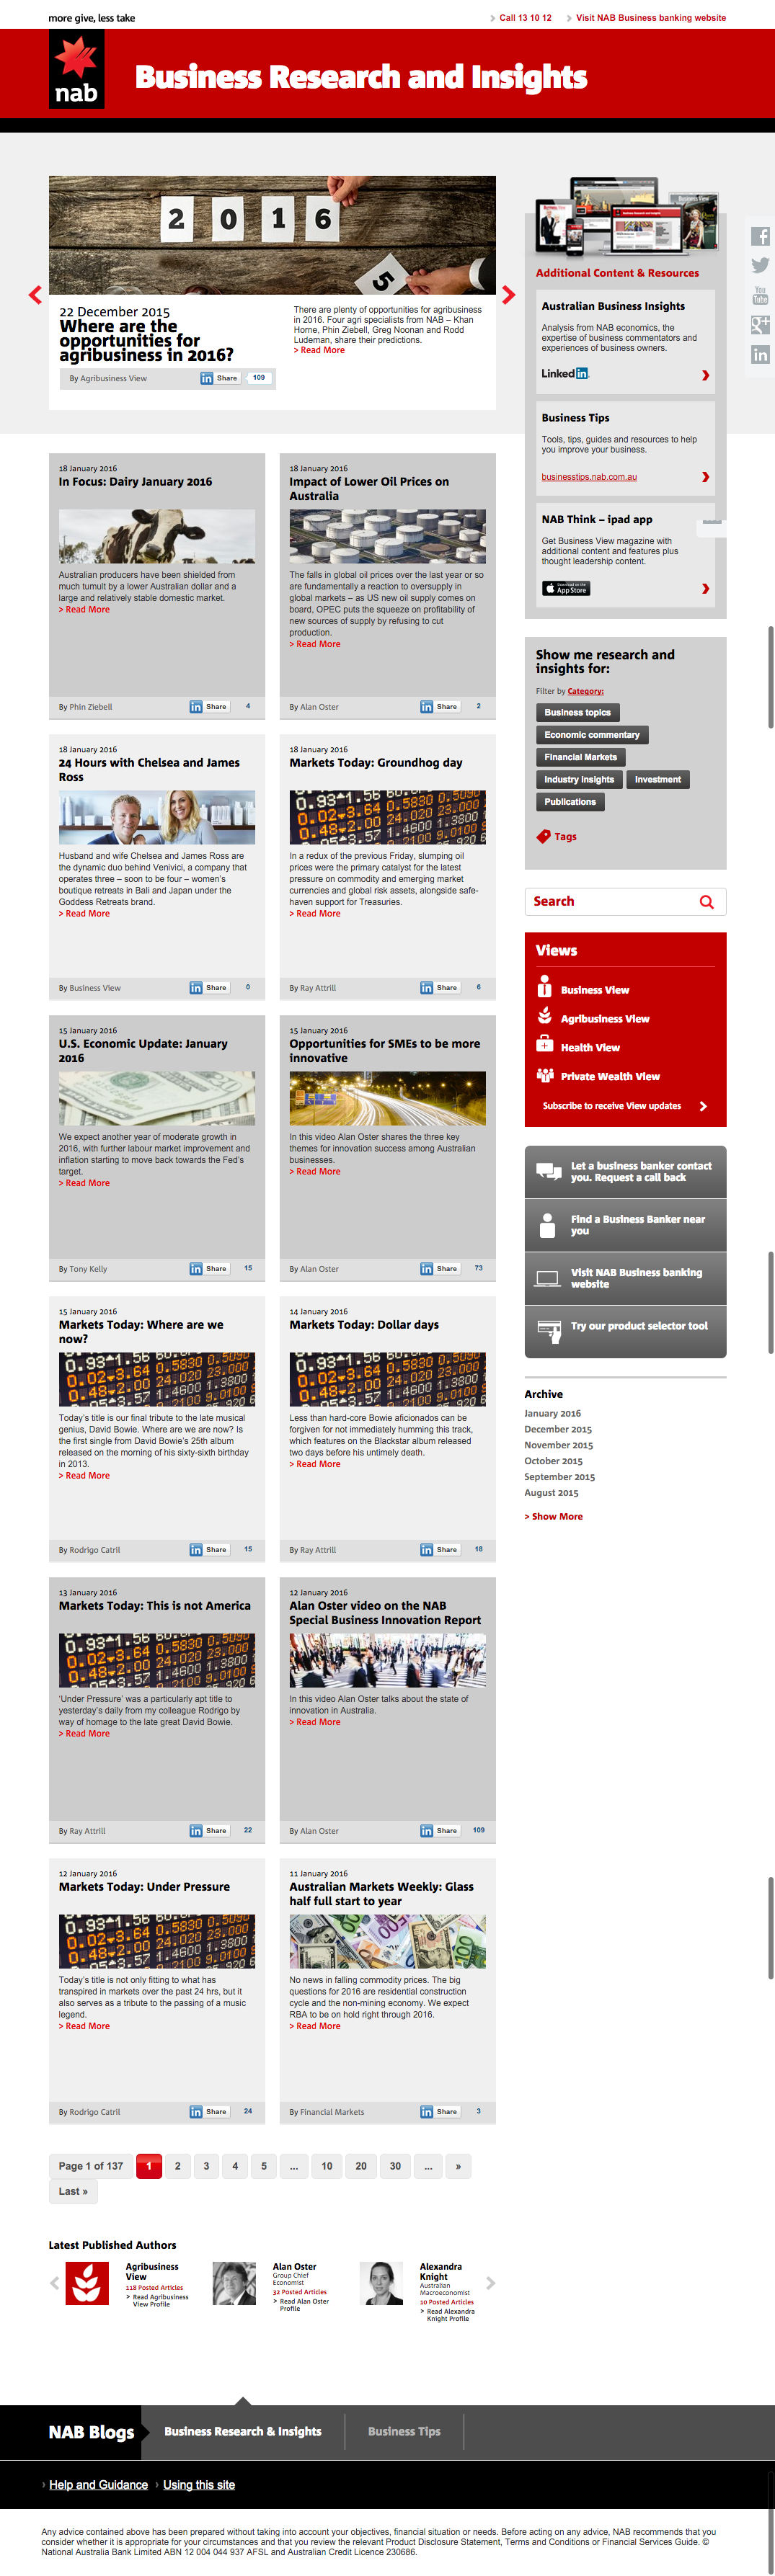 more give, less take
Call 13 10 12
Visit NAB Business banking website
nab
Business Research and Insights
2 0 1 6
5
22 December 2015
Where are the
opportunities for
agribusiness in 2016?
By Agribusiness View
in Share 109
There are plenty of opportunities for agribusiness
in 2016. Four agri specialists from NAB – Khan
Horne, Phin Ziebell, Greg Noonan and Rodd
Ludeman, share their predictions.
> Read More
Additional Content & Resources
Australian Business Insights
Analysis from NAB economics, the
expertise of business commentators and
experiences of business owners.
Linked in
Business Tips
Tools, tips, guides and resources to help
you improve your business.
businesstips.nab.com.au
NAB Think – ipad app
Get Business View magazine with
additional content and features plus
thought leadership content.
App Store
You
Tube
18 January 2016
In Focus: Dairy January 2016
Australian producers have been shielded from
much tumult by a lower Australian dollar and a
large and relatively stable domestic market.
> Read More
By Phin Ziebell
in Share 4
18 January 2016
Impact of Lower Oil Prices on
Australia
The falls in global oil prices over the last year or so
are fundamentally a reaction to oversupply in
global markets – as US new oil supply comes on
board, OPEC puts the squeeze on profitability of
new sources of supply by refusing to cut
production.
> Read More
By Alan Oster
in Share 2
18 January 2016
24 Hours with Chelsea and James
Ross
Husband and wife Chelsea and James Ross are
the dynamic duo behind Venivici, a company that
operates three – soon to be four – women's
boutique retreats in Bali and Japan under the
Goddess Retreats brand.
> Read More
By Business View
in Share 0
18 January 2016
Markets Today: Groundhog day
In a redux of the previous Friday, slumping oil
prices were the primary catalyst for the latest
pressure on commodity and emerging market
currencies and global risk assets, alongside safe-
haven support for Treasuries.
> Read More
By Ray Attrill
in Share 6
15 January 2016
U.S. Economic Update: January
2016
We expect another year of moderate growth in
2016, with further labour market improvement and
inflation starting to move back towards the Fed's
target.
> Read More
By Tony Kelly
in Share 15
15 January 2016
Opportunities for SMEs to be more
innovative
In this video Alan Oster shares the three key
themes for innovation success among Australian
businesses.
> Read More
By Alan Oster
in Share 73
15 January 2016
Markets Today: Where are we
now?
Today's title is our final tribute to the late musical
genius, David Bowie. Where are we now? Is
the first single from David Bowie's 25th album
released on the morning of his sixty-sixth birthday
in 2013.
> Read More
By Rodrigo Catril
in Share 15
14 January 2016
Markets Today: Dollar days
Less than hard-core Bowie aficionados can be
forgiven for not immediately humming this track,
which features on the Blackstar album released
two days before his untimely death.
> Read More
By Ray Attrill
in Share 18
13 January 2016
Markets Today: This is not America
'Under Pressure' was a particularly apt title to
yesterday's daily from my colleague Rodrigo by
way of homage to the late great David Bowie.
> Read More
By Ray Attrill
in Share 22
12 January 2016
Alan Oster video on the NAB
Special Business Innovation Report
In this video Alan Oster talks about the state of
innovation in Australia.
> Read More
By Alan Oster
in Share 109
12 January 2016
Markets Today: Under Pressure
Today's title is not only fitting to what has
transpired in markets over the past 24 hrs, but it
also serves as a tribute to the passing of a music
legend.
> Read More
By Rodrigo Catril
in Share 24
11 January 2016
Australian Markets Weekly: Glass
half full start to year
No news in falling commodity prices. The big
questions for 2016 are residential construction
cycle and the non-mining economy. We expect
RBA to be on hold right through 2016.
> Read More
By Financial Markets
in Share 3
Show me research and
insights for:
Filter by Category:
Business topics
Economic commentary
Financial Markets
Industry Insights
Investment
Publications
Tags
Search
Views
Business View
Agribusiness View
Health View
Private Wealth View
Subscribe to receive View updates
Let a business banker contact
you. Request a call back
Find a Business Banker near
you
Visit NAB Business banking
website
Try our product selector tool
Archive
January 2016
December 2015
November 2015
October 2015
September 2015
August 2015
> Show More
Page 1 of 137 1 2 3 4 5 ... 10 20 30 ... »
Last »
Latest Published Authors
Agribusiness
View
118 Posted Articles
> Read Agribusiness
View Profile
Alan Oster
Group Chief
Economist
32 Posted Articles
> Read Alan Oster
Profile
Alexandra
Knight
Australian
Macroeconomist
10 Posted Articles
> Read Alexandra
Knight Profile
NAB Blogs
Business Research & Insights
Business Tips
› Help and Guidance › Using this site
Any advice contained above has been prepared without taking into account your objectives, financial situation or needs. Before acting on any advice, NAB recommends that you
consider whether it is appropriate for your circumstances and that you review the relevant Product Disclosure Statement, Terms and Conditions or Financial Services Guide. ©
National Australia Bank Limited ABN 12 004 044 937 AFSL and Australian Credit Licence 230686.